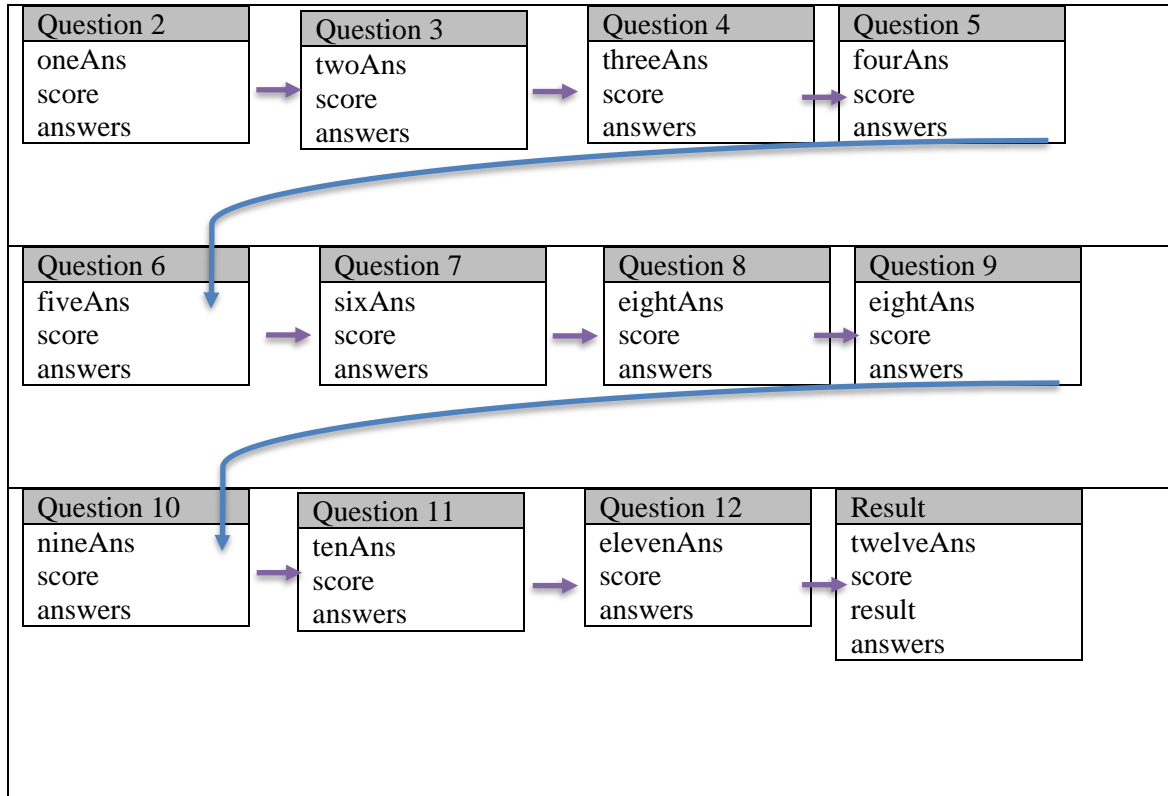 Question 2
oneAns
score
answers
Question 3
twoAns
score
answers
Question 4
threeAns
score
answers
Question 5
fourAns
score
answers
Question 6
fiveAns
score
answers
Question 7
sixAns
score
answers
Question 8
eightAns
score
answers
Question 9
eightAns
score
answers
Question 10
nineAns
score
answers
Question 11
tenAns
score
answers
Question 12
elevenAns
score
answers
Result
twelveAns
score
result
answers